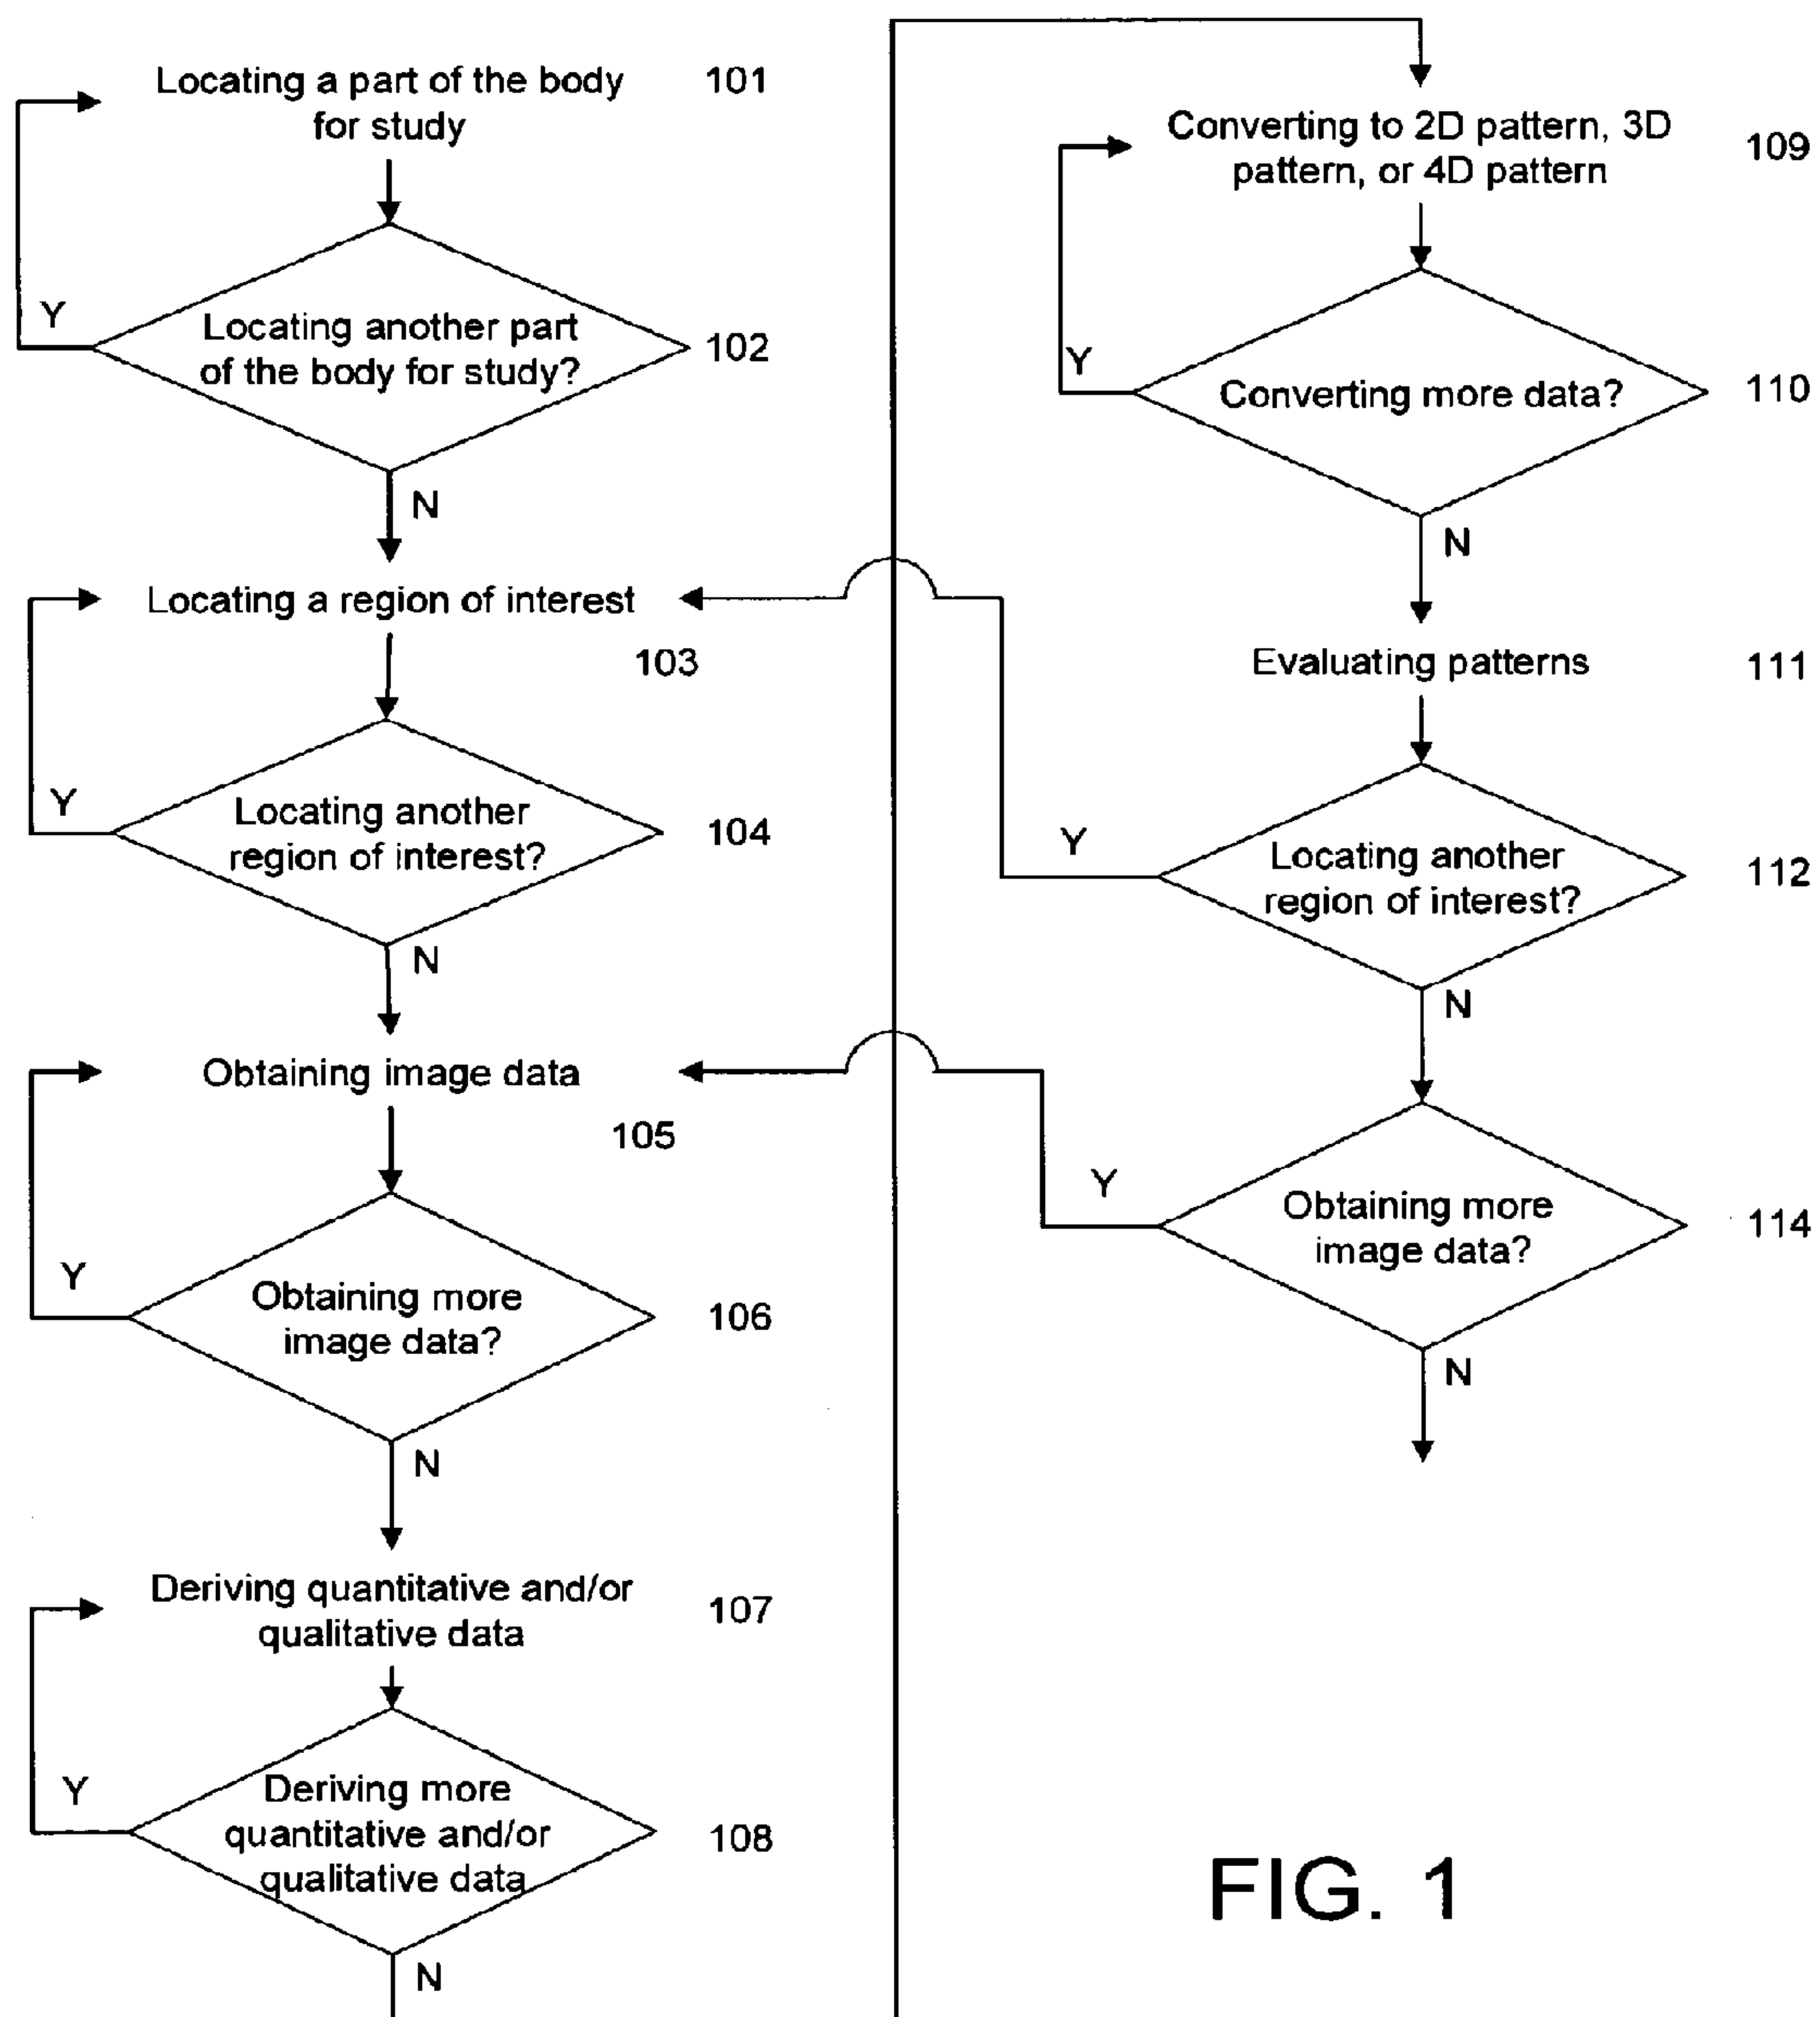 Locating a part of the body 101
for study
Y
Locating another part
of the body for study?
102
N
Locating a region of interest
103
Y
Locating another
region of interest?
104
N
Obtaining image data
105
Y
Obtaining more
image data?
106
N
Deriving quantitative and/or
qualitative data
107
Y
Deriving more
quantitative and/or
qualitative data
108
N
Converting to 2D pattern, 3D
pattern, or 4D pattern
109
Y
Converting more data?
110
N
Evaluating patterns 111
Y
Locating another
region of interest?
112
N
Y
Obtaining more
image data?
114
N
FIG. 1